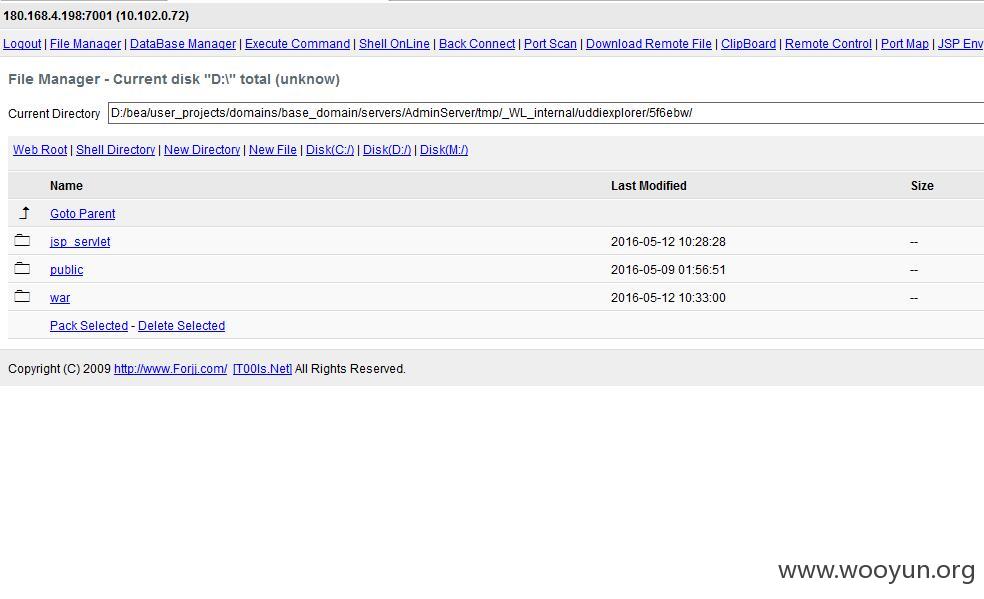 180.168.4.198:7001 (10.102.0.72)
Logout | File Manager | DataBase Manager | Execute Command | Shell OnLine | Back Connect | Port Scan | Download Remote File | ClipBoard | Remote Control | Port Map | JSP Env
File Manager - Current disk "D:\" total (unknow)
Current Directory D:/bea/user_projects/domains/base_domain/servers/AdminServer/tmp/_WL_internal/uddiexplorer/5f6ebw/
Web Root | Shell Directory | New Directory | New File | Disk(C:/) | Disk(D:/) | Disk(M:/)
Name Last Modified Size
Goto Parent
jsp_servlet 2016-05-12 10:28:28 --
public 2016-05-09 01:56:51 --
war 2016-05-12 10:33:00 --
Pack Selected - Delete Selected
Copyright (C) 2009 http://www.Forjj.com/ [T00ls.Net] All Rights Reserved.
www.wooyun.org